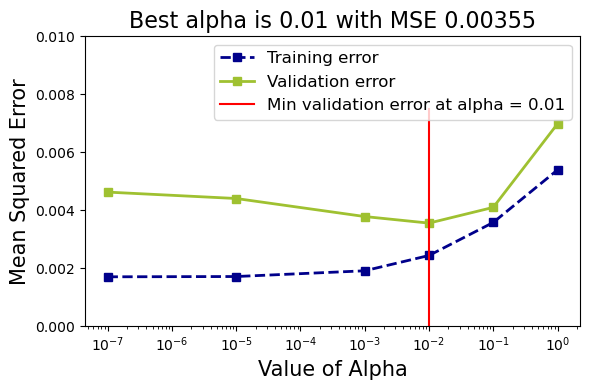 Best alpha is 0.01 with MSE 0.00355
Training error
Validation error
Min validation error at alpha = 0.01
Mean Squared Error
0.010
0.008
0.006
0.004
0.002
0.000
10⁻⁷ 10⁻⁶ 10⁻⁵ 10⁻⁴ 10⁻³ 10⁻² 10⁻¹ 10⁰
Value of Alpha